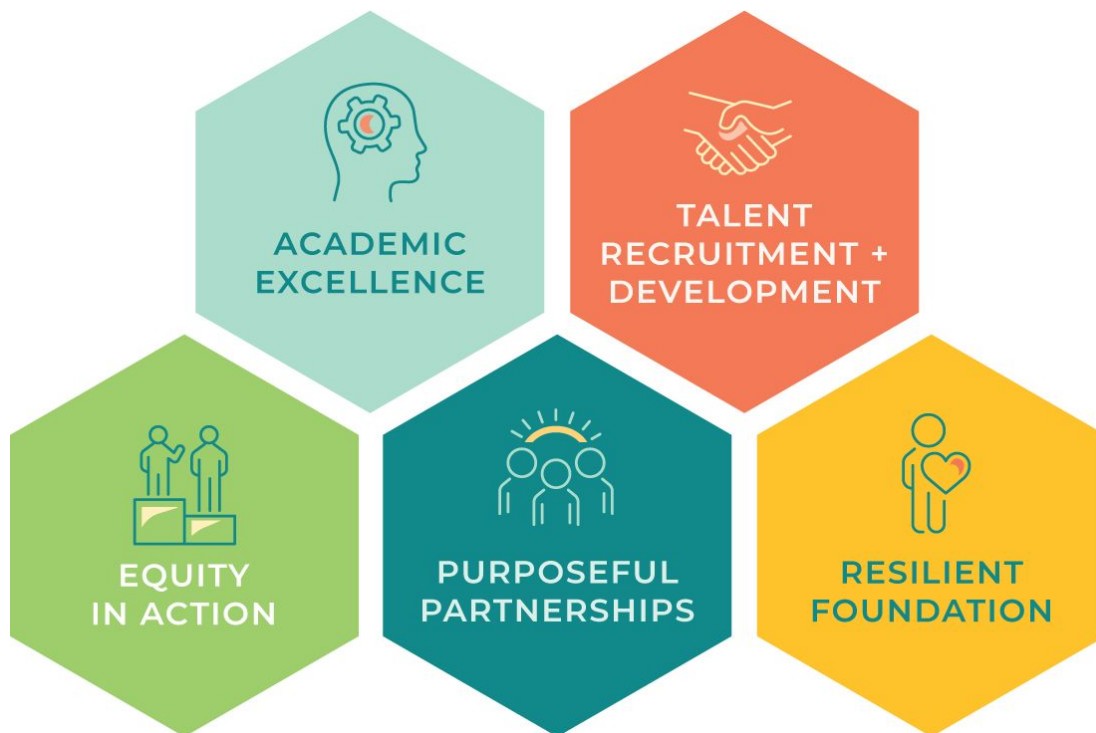 ACADEMIC
EXCELLENCE
TALENT
RECRUITMENT +
DEVELOPMENT
EQUITY
IN ACTION
PURPOSEFUL
PARTNERSHIPS
RESILIENT
FOUNDATION